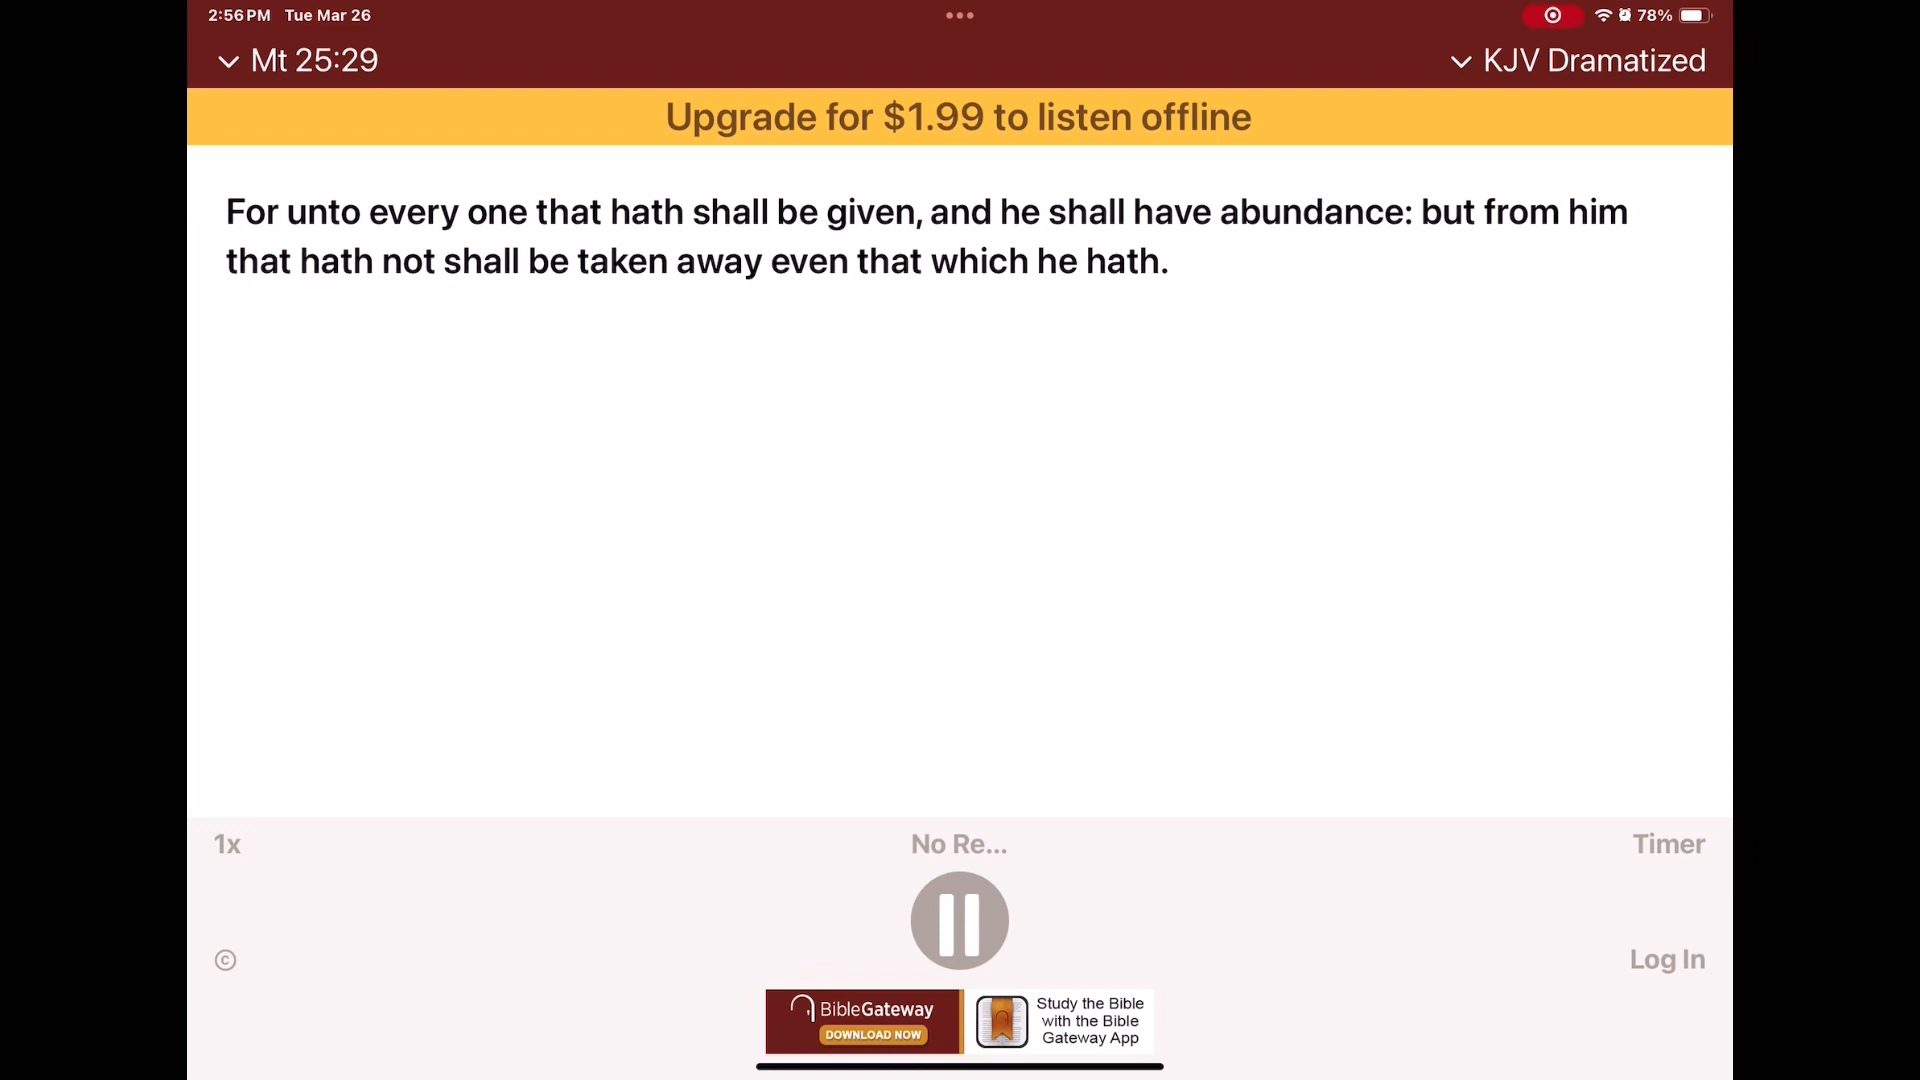 2:56 PM Tue Mar 26
78%
Mt 25:29
KJV Dramatized
Upgrade for $1.99 to listen offline
For unto every one that hath shall be given, and he shall have abundance: but from him
that hath not shall be taken away even that which he hath.
1x
No Re...
Timer
©
Log In
BibleGateway
DOWNLOAD NOW
Study the Bible
with the Bible
Gateway App